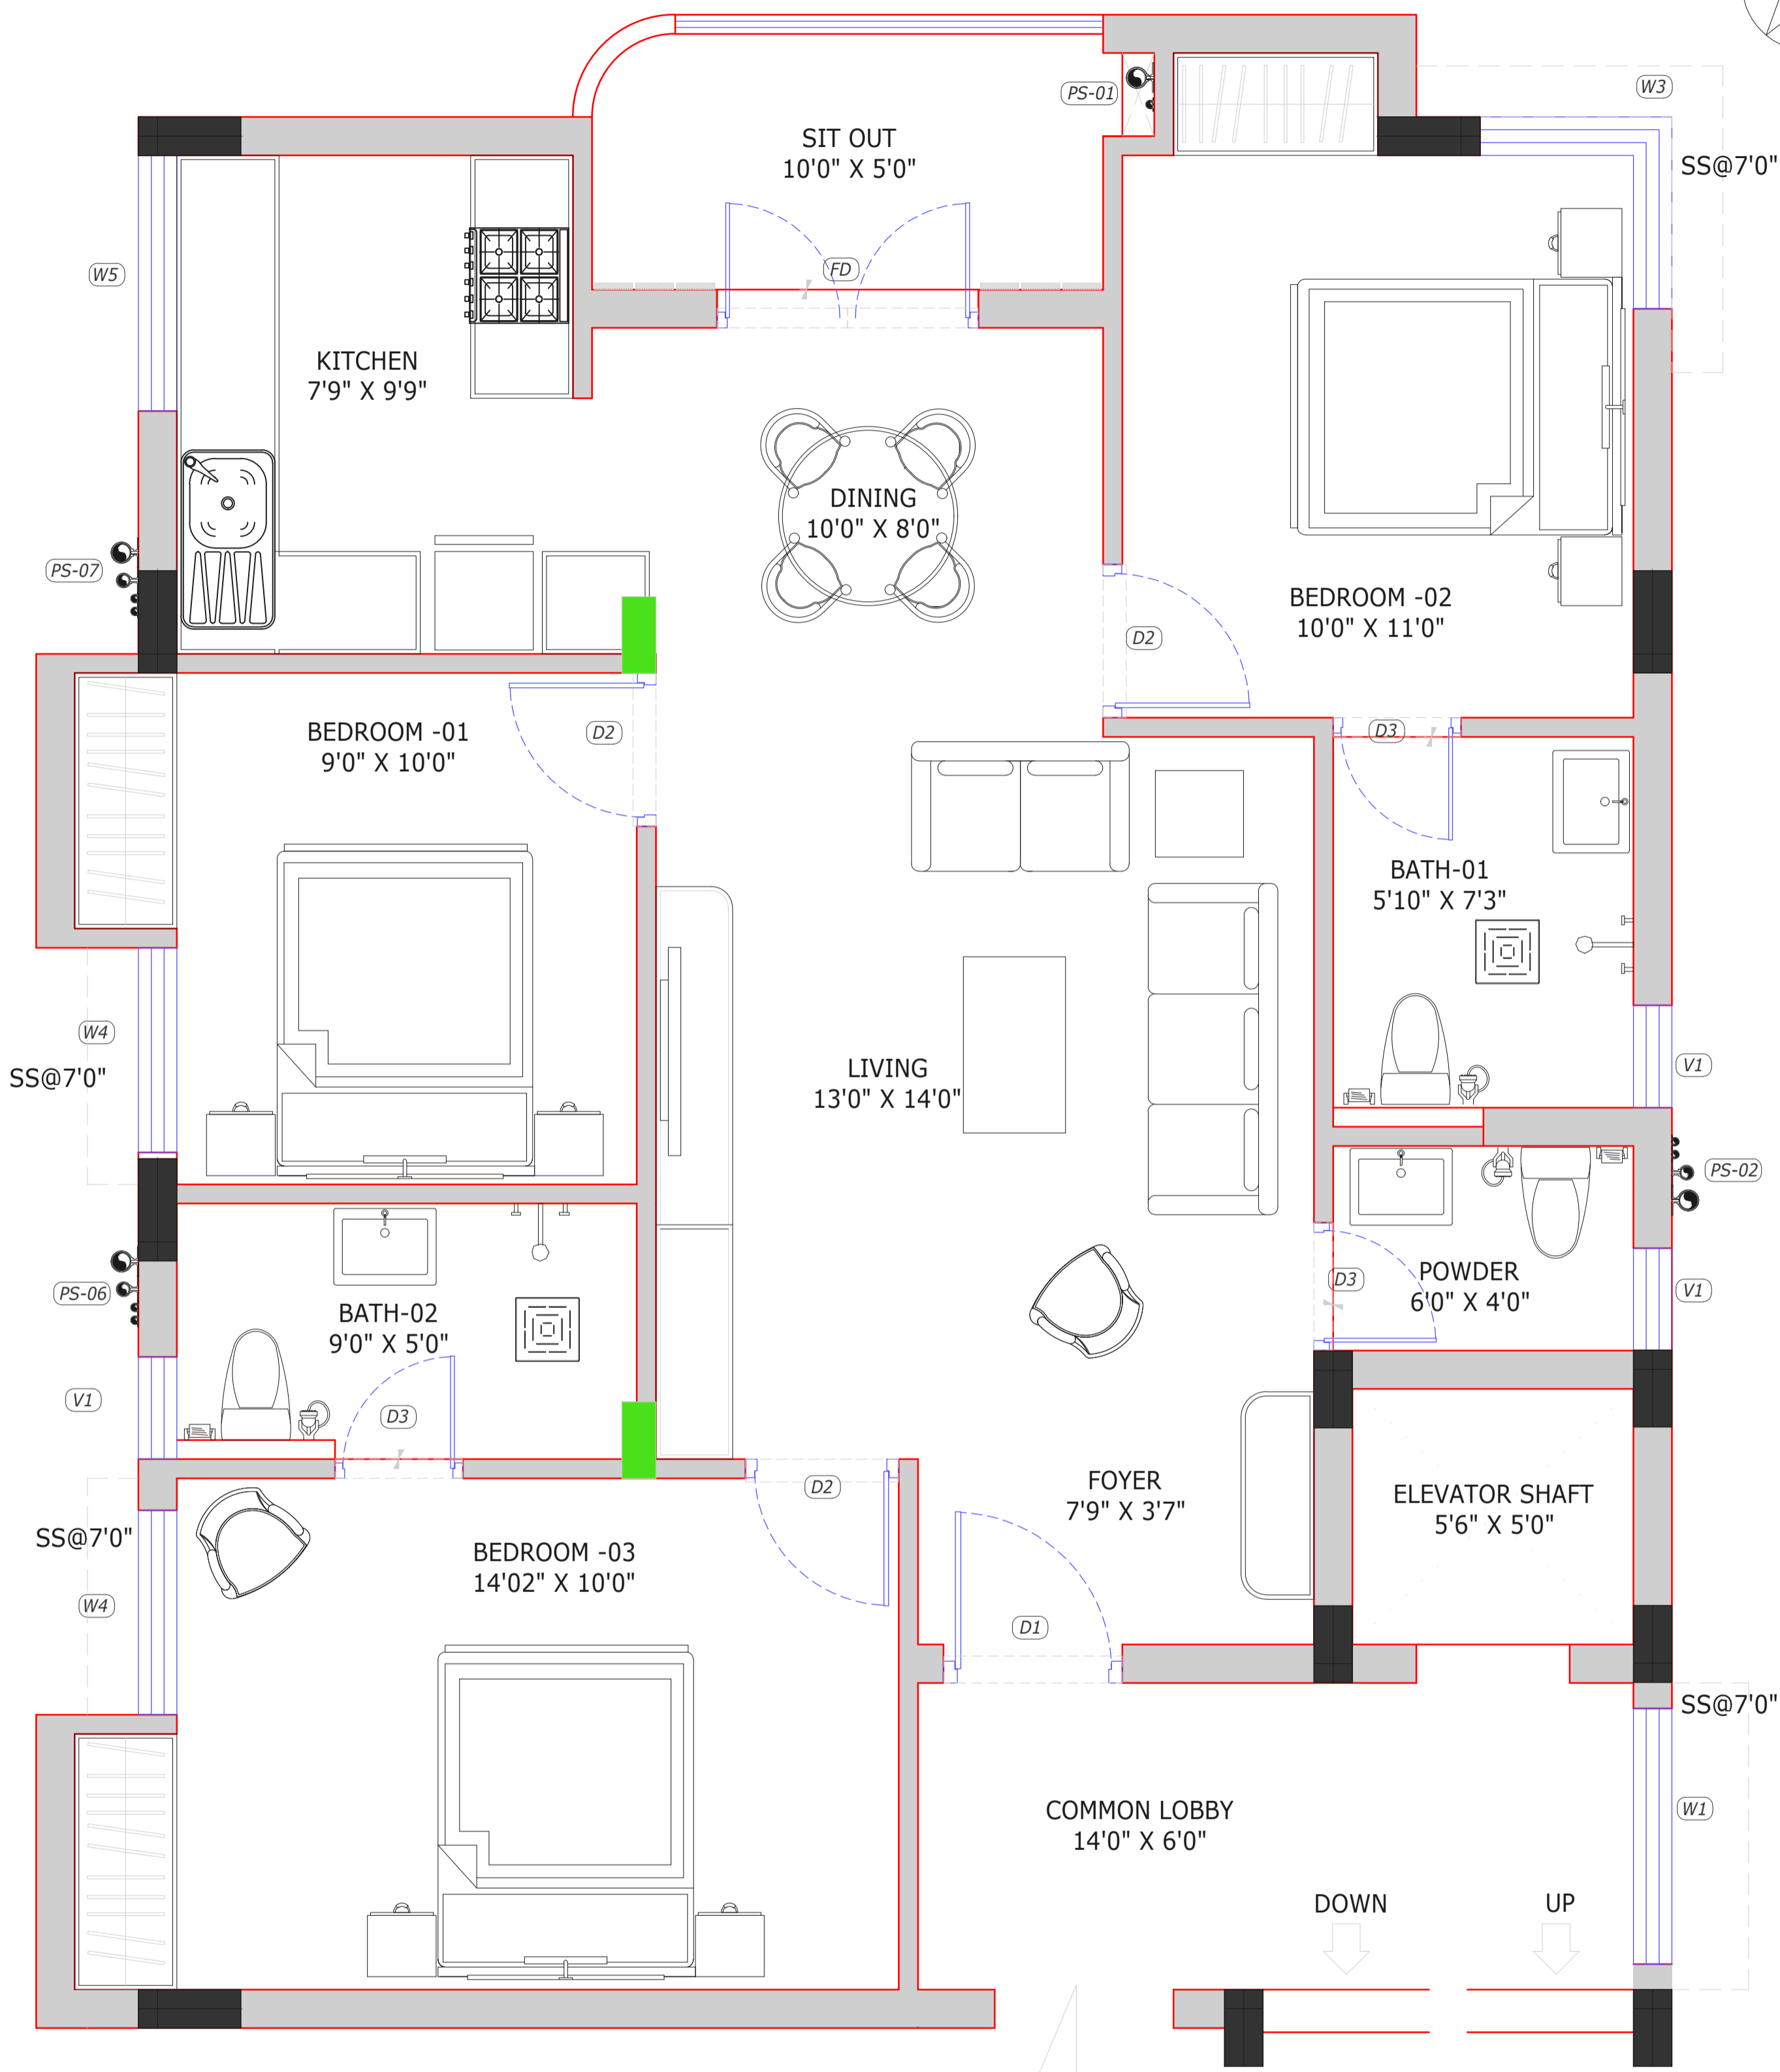 W3
PS-01
SIT OUT
10'0" X 5'0"
SS@7'0"
W5
FD
KITCHEN
7'9" X 9'9"
DINING
10'0" X 8'0"
PS-07
BEDROOM -02
10'0" X 11'0"
D2
BEDROOM -01
9'0" X 10'0"
D2
D3
BATH-01
5'10" X 7'3"
W4
SS@7'0"
LIVING
13'0" X 14'0"
V1
PS-02
PS-06
BATH-02
9'0" X 5'0"
D3
POWDER
6'0" X 4'0"
V1
V1
D3
D2
FOYER
7'9" X 3'7"
ELEVATOR SHAFT
5'6" X 5'0"
SS@7'0"
BEDROOM -03
14'02" X 10'0"
W4
D1
SS@7'0"
COMMON LOBBY
14'0" X 6'0"
W1
DOWN
UP